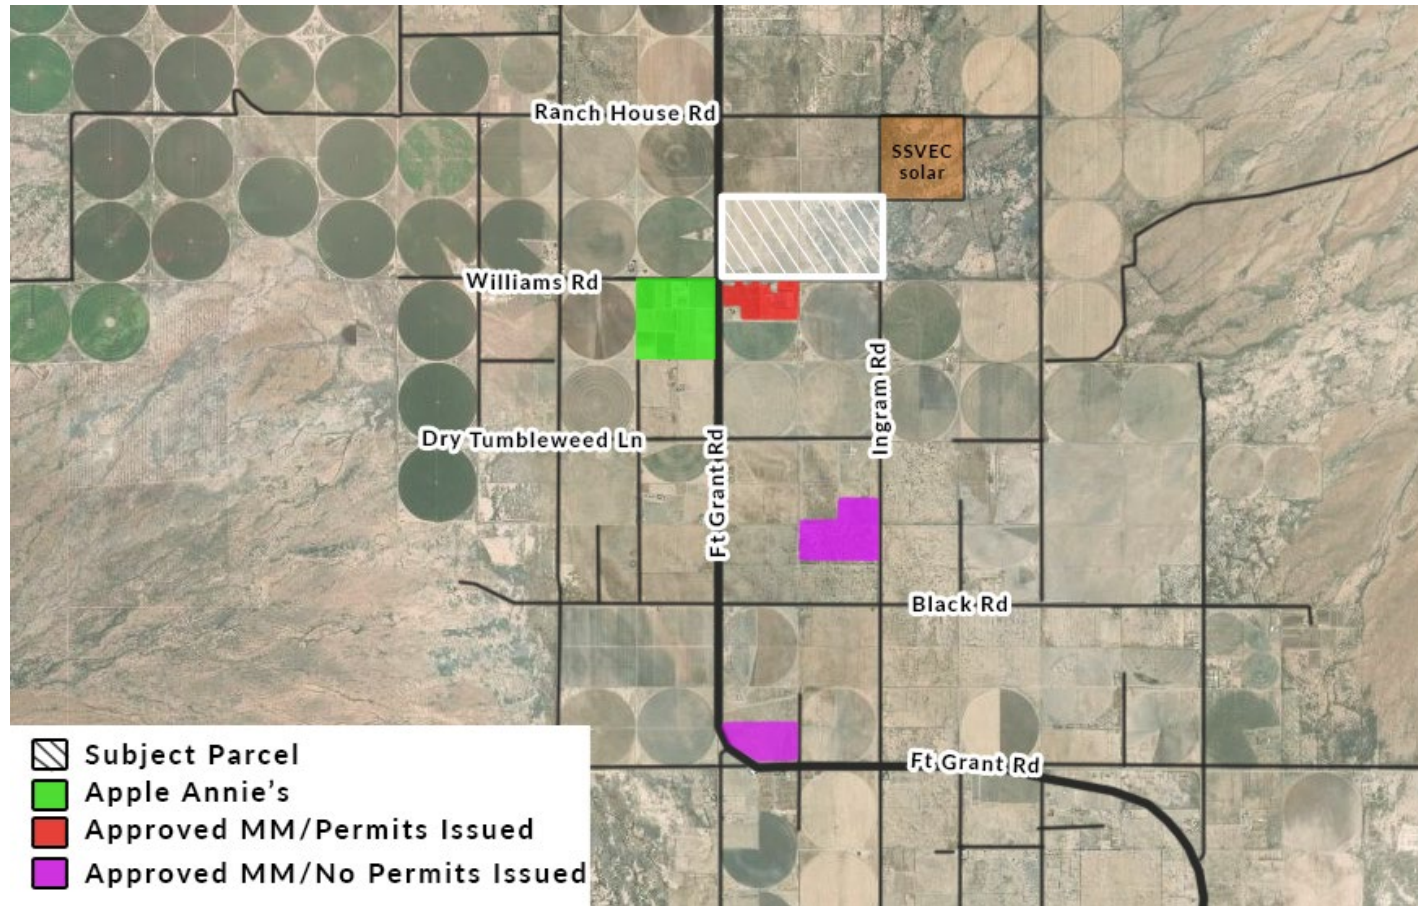 Ranch House Rd
SSVEC
solar
Williams Rd
Ingram Rd
Dry Tumbleweed Ln
Ft Grant Rd
Black Rd
Ft Grant Rd
Subject Parcel
Apple Annie's
Approved MM/Permits Issued
Approved MM/No Permits Issued